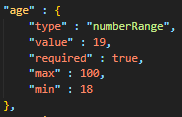 "age" : {
"type" : "numberRange",
"value" : 19,
"required" : true,
"max" : 100,
"min" : 18
},